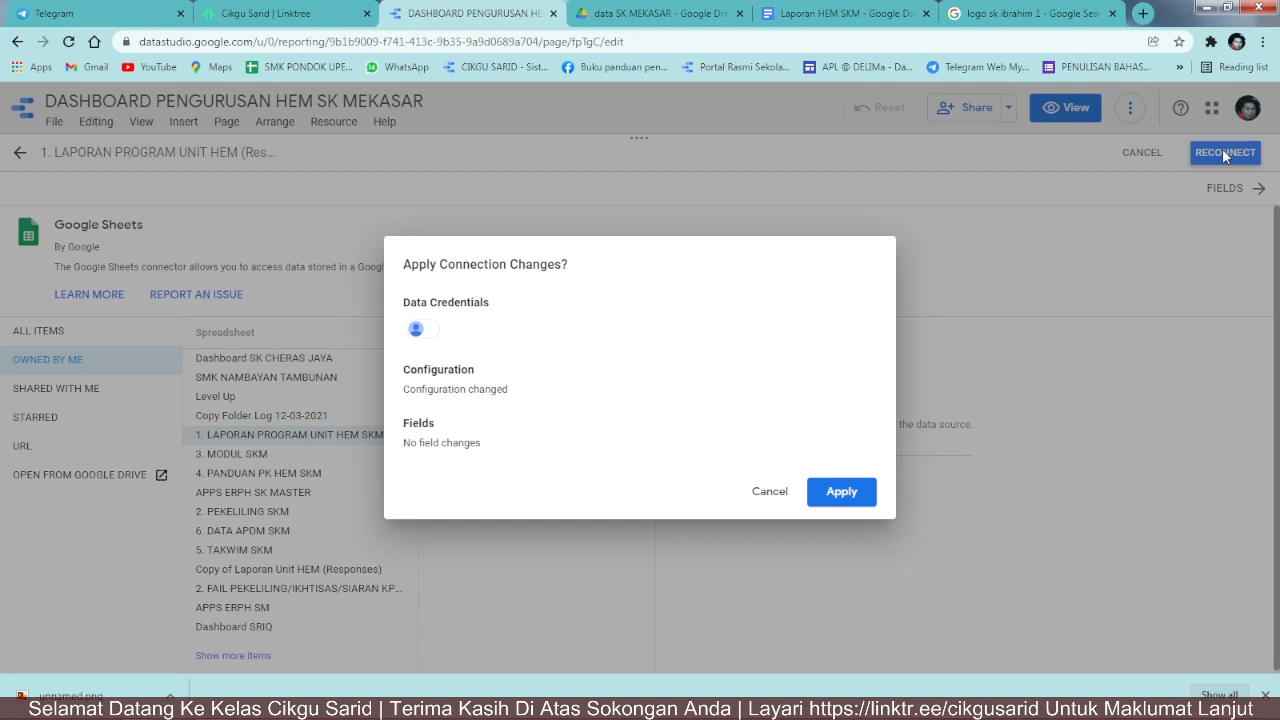 Telegram
Cikgu Sarid | Linktree
DASHBOARD PENGURUSAN HE
data SK MEKASAR - Google Dri
Laporan HEM SKM - Google Do
logo sk ibrahim 1 - Google Sear
datastudio.google.com/u/0/reporting/9b1b9009-f741-413c-9b35-9a9d0689a704/page/fpTgC/edit
Apps
Gmail
YouTube
Maps
SMK PONDOK UPE...
WhatsApp
CIKGU SARID - Sist...
Buku panduan pen...
Portal Rasmi Sekola...
APL @ DELIMa - Da...
Telegram Web My...
PENULISAN BAHAS...
»
Reading list
DASHBOARD PENGURUSAN HEM SK MEKASAR
File Editing View Insert Page Arrange Resource Help
Reset
Share
View
1. LAPORAN PROGRAM UNIT HEM (Res...
CANCEL
RECONNECT
FIELDS
Google Sheets
By Google
The Google Sheets connector allows you to access data stored in a Goog
LEARN MORE
REPORT AN ISSUE
ALL ITEMS
OWNED BY ME
SHARED WITH ME
STARRED
URL
OPEN FROM GOOGLE DRIVE
Spreadsheet
Dashboard SK CHERAS JAYA
SMK NAMBAYAN TAMBUNAN
Level Up
Copy Folder Log 12-03-2021
1. LAPORAN PROGRAM UNIT HEM SKM
3. MODUL SKM
4. PANDUAN PK HEM SKM
APPS ERPH SK MASTER
2. PEKELILING SKM
6. DATA APDM SKM
5. TAKWIM SKM
Copy of Laporan Unit HEM (Responses)
2. FAIL PEKELILING/IKHTISAS/SIARAN KP...
APPS ERPH SM
Dashboard SRIQ
Show more items
the data source.
Apply Connection Changes?
Data Credentials
Configuration
Configuration changed
Fields
No field changes
Cancel
Apply
unnamed.png
Show all
Selamat Datang Ke Kelas Cikgu Sarid | Terima Kasih Di Atas Sokongan Anda | Layari https://linktr.ee/cikgusarid Untuk Maklumat Lanjut